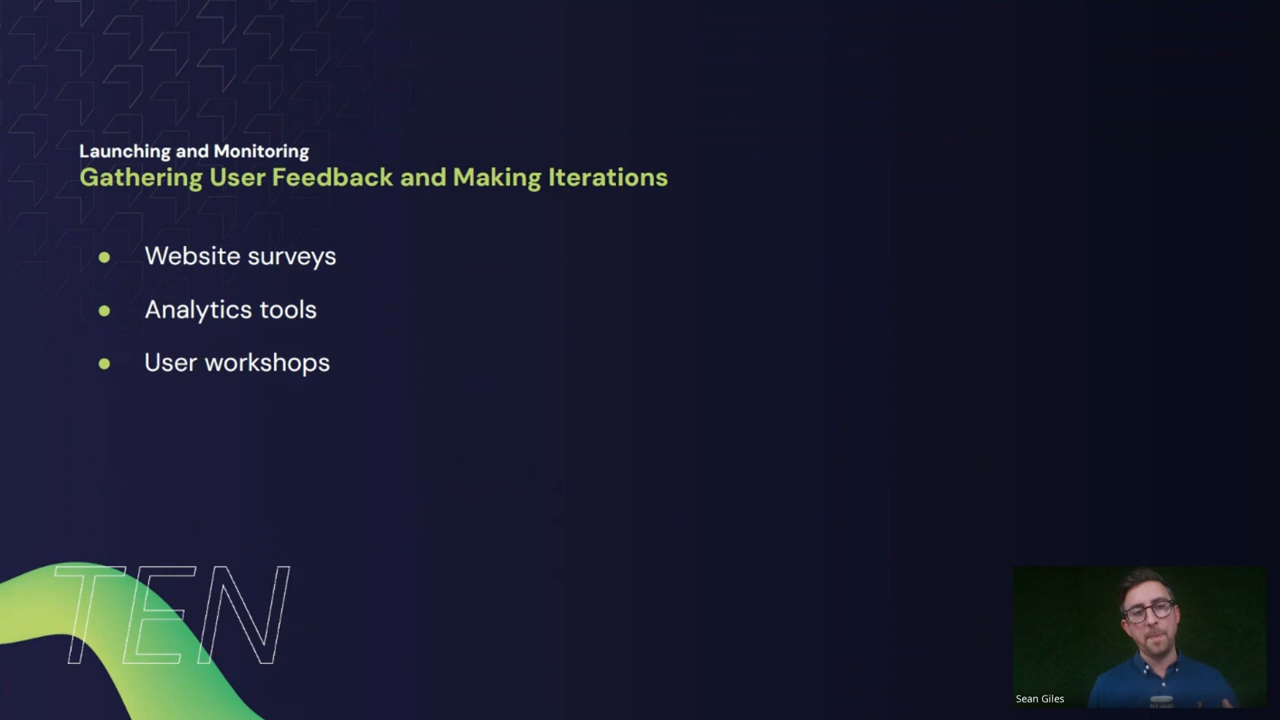 Launching and Monitoring
Gathering User Feedback and Making Iterations
● Website surveys
● Analytics tools
● User workshops
TEN
Sean Giles